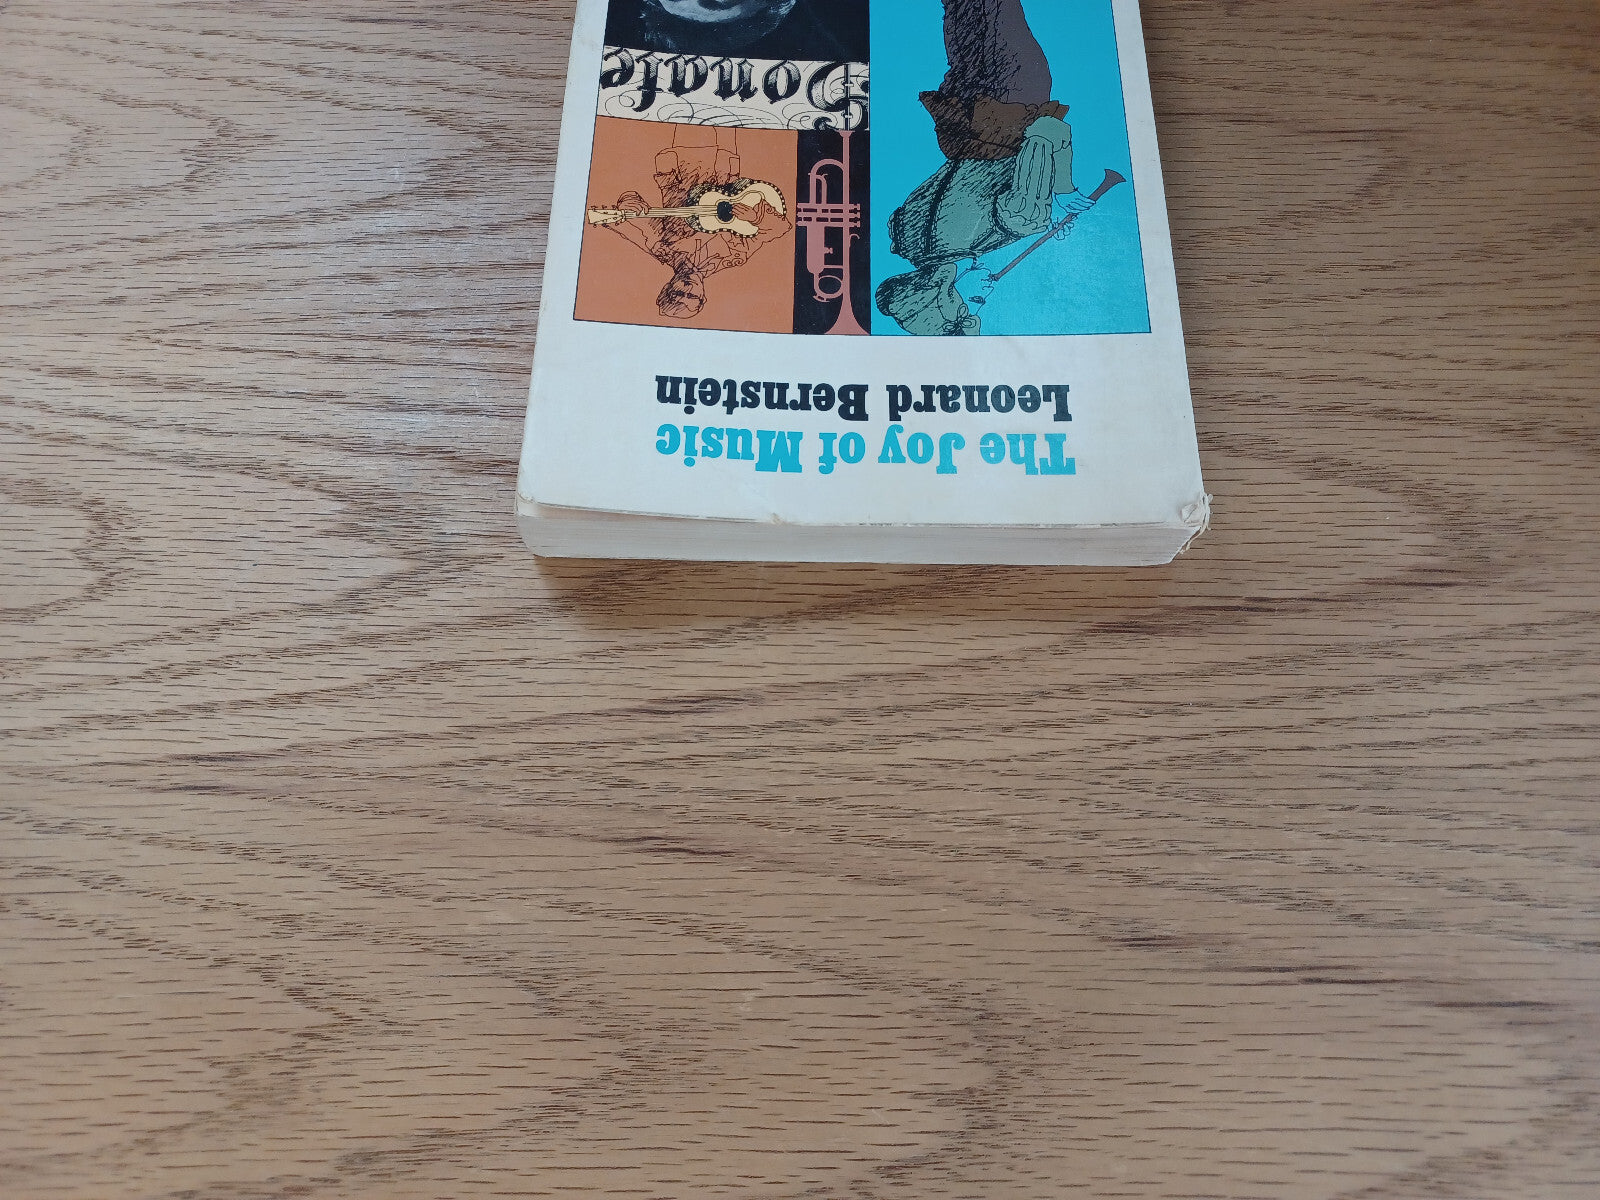 The Joy of Music
Leonard Bernstein
Sonate